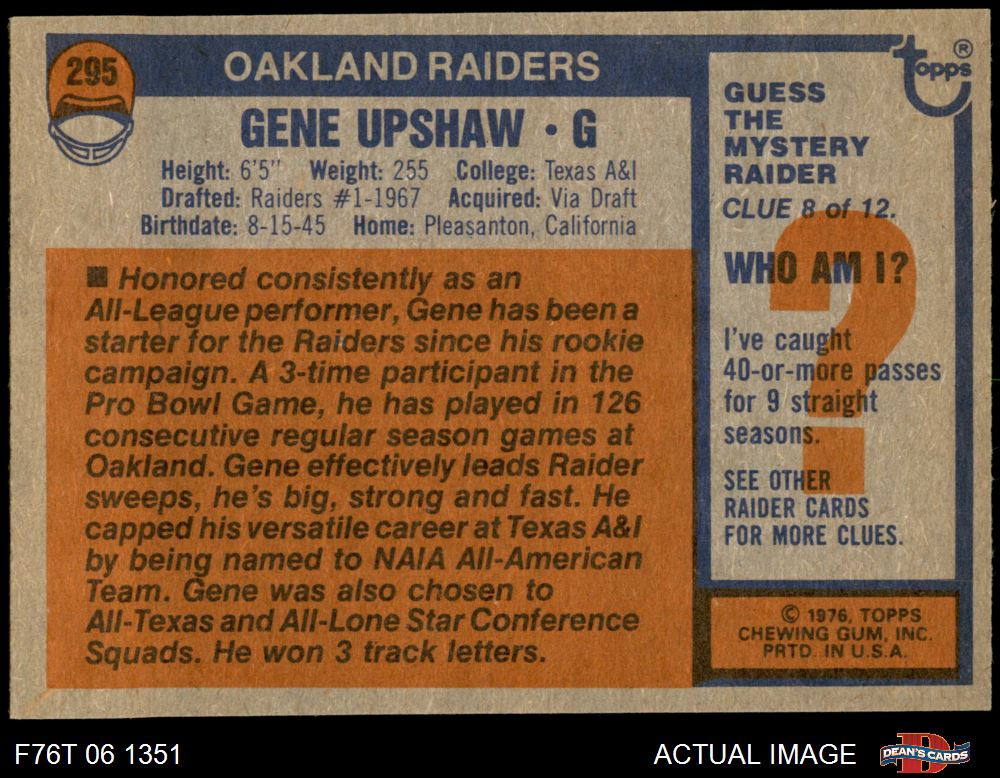 295
OAKLAND RAIDERS
GENE UPSHAW • G
Height: 6'5" Weight: 255 College: Texas A&I
Drafted: Raiders #1-1967 Acquired: Via Draft
Birthdate: 8-15-45 Home: Pleasanton, California
■ Honored consistently as an
All-League performer, Gene has been a
starter for the Raiders since his rookie
campaign. A 3-time participant in the
Pro Bowl Game, he has played in 126
consecutive regular season games at
Oakland. Gene effectively leads Raider
sweeps, he's big, strong and fast. He
capped his versatile career at Texas A&I
by being named to NAIA All-American
Team. Gene was also chosen to
All-Texas and All-Lone Star Conference
Squads. He won 3 track letters.
Topps ®
GUESS
THE
MYSTERY
RAIDER
CLUE 8 of 12.
WHO AM I?
?
I've caught
40-or-more passes
for 9 straight
seasons.
SEE OTHER
RAIDER CARDS
FOR MORE CLUES.
© 1976, TOPPS
CHEWING GUM, INC.
PRTD. IN U.S.A.
F76T 06 1351
ACTUAL IMAGE
D
DEAN'S CARDS